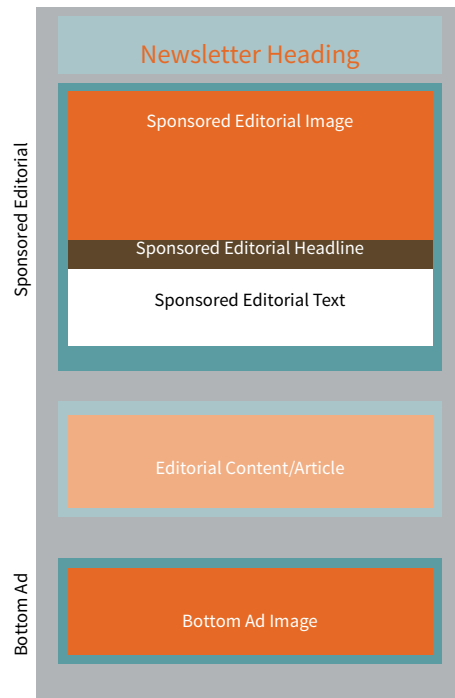 Newsletter Heading
Sponsored Editorial
Sponsored Editorial Image
Sponsored Editorial Headline
Sponsored Editorial Text
Editorial Content/Article
Bottom Ad
Bottom Ad Image